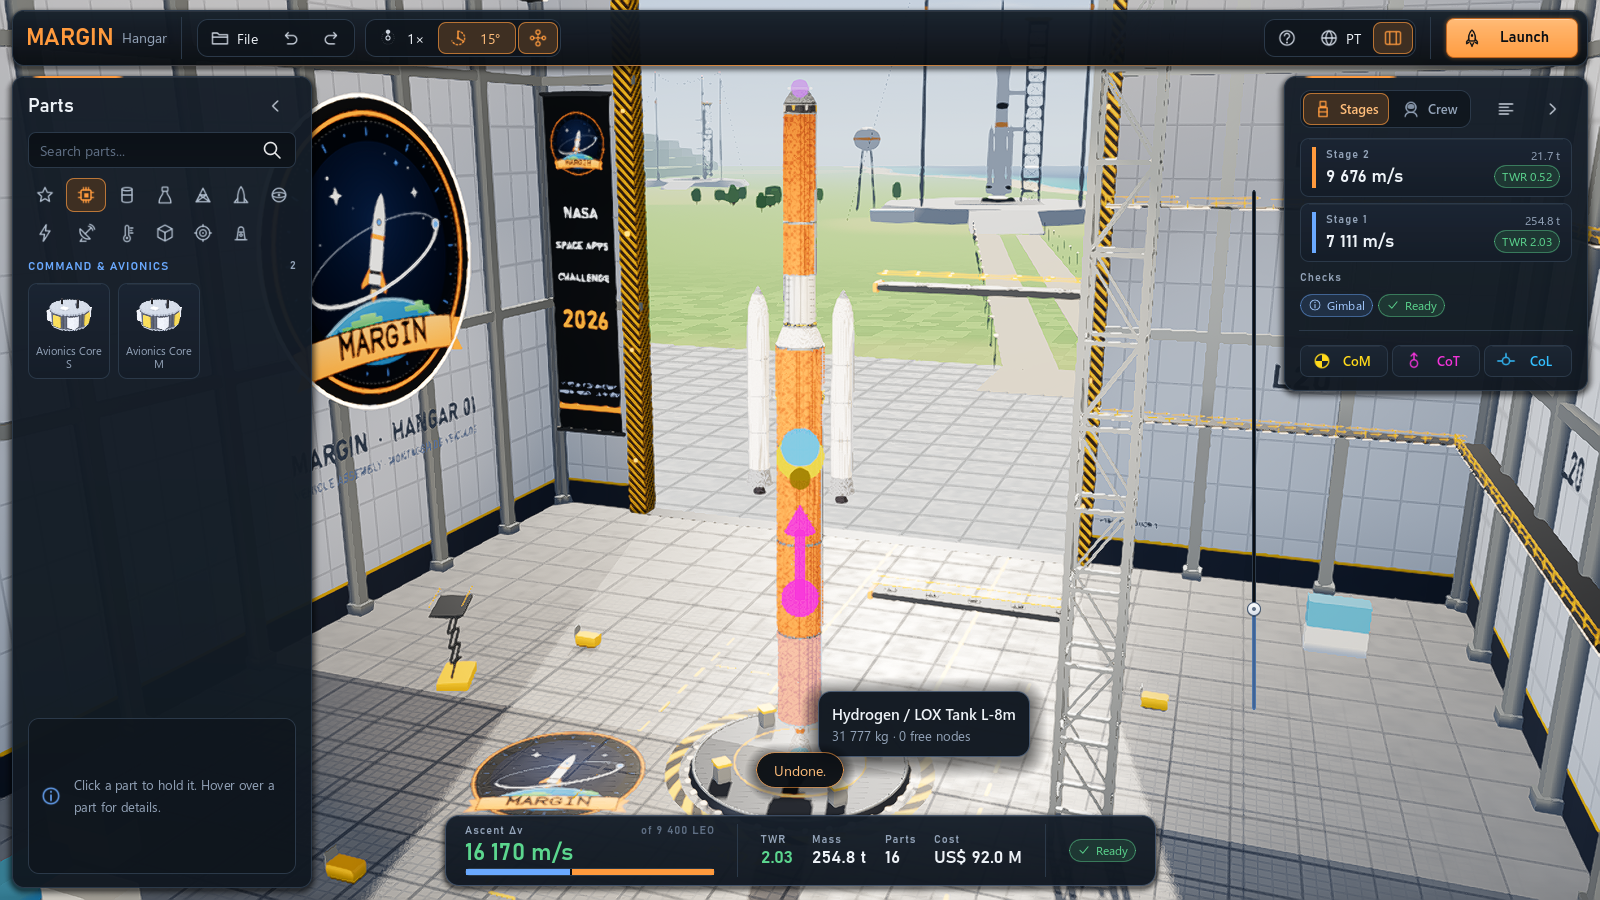 MARGIN Hangar
File
1×
15°
PT
Launch
Parts
Search parts...
COMMAND & AVIONICS 2
Avionics Core S
Avionics Core M
Click a part to hold it. Hover over a
part for details.
MARGIN
MARGIN · HANGAR 01
NASA
SPACE APPS
CHALLENGE
2026
Stages
Crew
Stage 2 21.7 t
9 676 m/s TWR 0.52
Stage 1 254.8 t
7 111 m/s TWR 2.03
Checks
Gimbal
Ready
CoM
CoT
CoL
L20
Hydrogen / LOX Tank L-8m
31 777 kg · 0 free nodes
Undone.
MARGIN
Ascent Δv of 9 400 LEO
16 170 m/s
TWR Mass Parts Cost
2.03 254.8 t 16 US$ 92.0 M
Ready